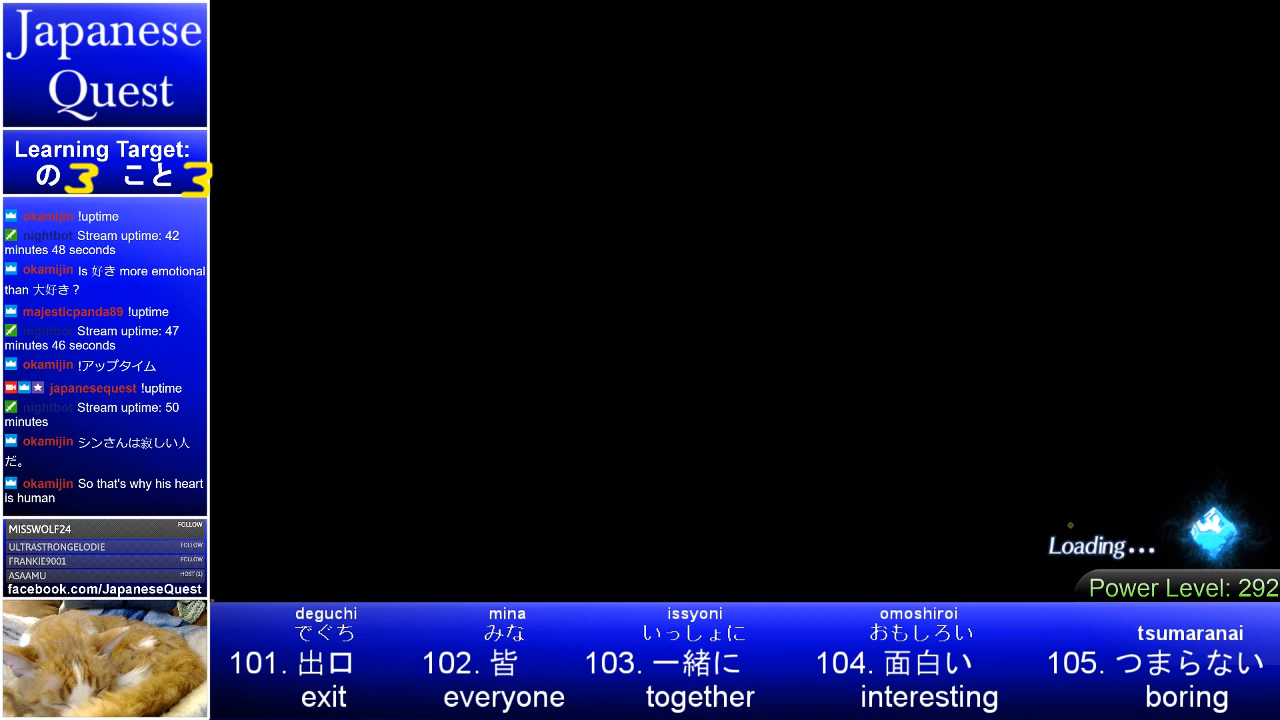 Japanese
Quest
Learning Target:
の3 こと3
okamijin !uptime
nightbot Stream uptime: 42
minutes 48 seconds
okamijin Is 好き more emotional
than 大好き？
majesticpanda89 !uptime
nightbot Stream uptime: 47
minutes 46 seconds
okamijin !アップタイム
japanesequest !uptime
nightbot Stream uptime: 50
minutes
okamijin シンさんは寂しい人
だ。
okamijin So that's why his heart
is human
MISSWOLF24 FOLLOW
ULTRASTRONGELODIE FOLLOW
FRANKIE9001 FOLLOW
ASAAMU HOST (1)
facebook.com/JapaneseQuest
Loading...
Power Level: 292
deguchi mina issyoni omoshiroi
でぐち みな いっしょに おもしろい tsumaranai
101. 出口 102. 皆 103. 一緒に 104. 面白い 105. つまらない
exit everyone together interesting boring